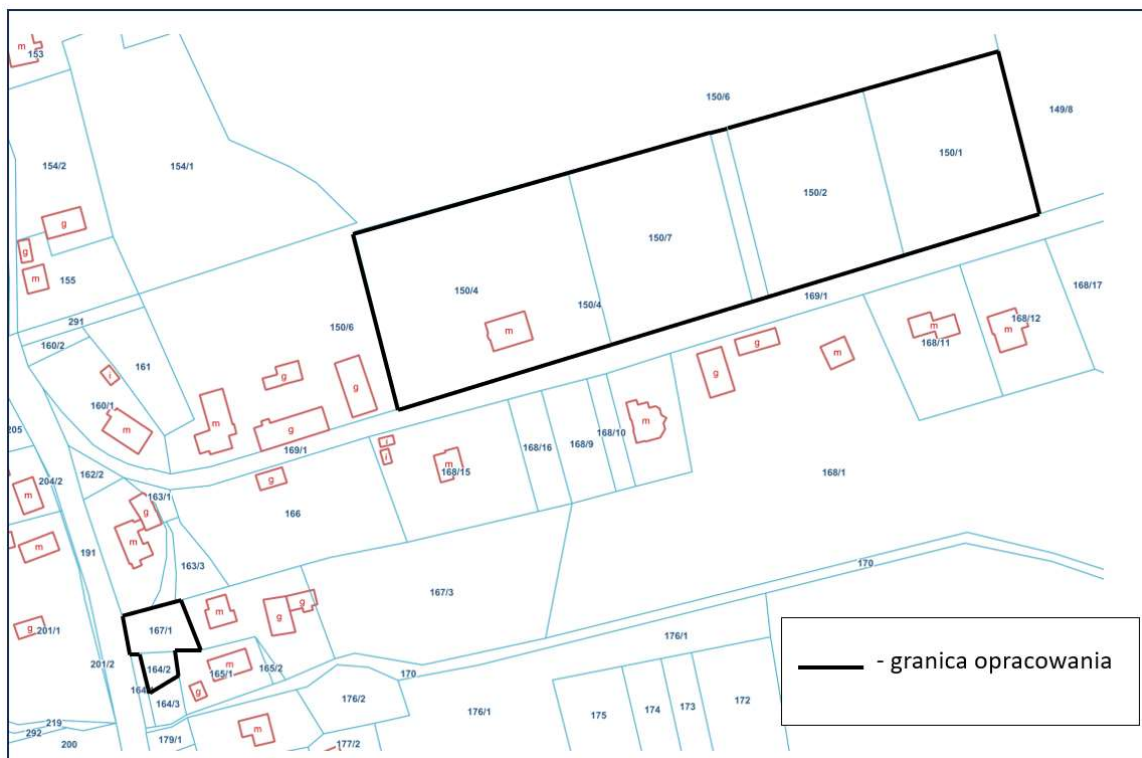 m
153
150/6
149/8
154/2
154/1
150/1
150/2
g
g
m
155
150/7
150/4
150/4
169/1
168/17
291
160/2
161
150/6
m
m
168/12
m
168/11
i
g
g
m
g
g
m
160/1
m
g
205
169/1
168/16
168/9
168/10
m
i
i
m
168/15
204/2
162/2
g
168/1
m
163/1
g
166
m
191
m
163/3
170
167/3
g
g
m
167/1
g
201/1
176/1
164/2
m
201/2
165/1
165/2
170
g
164/3
176/2
176/1
175
174
173
172
219
292
200
179/1
m
177/2
- granica opracowania